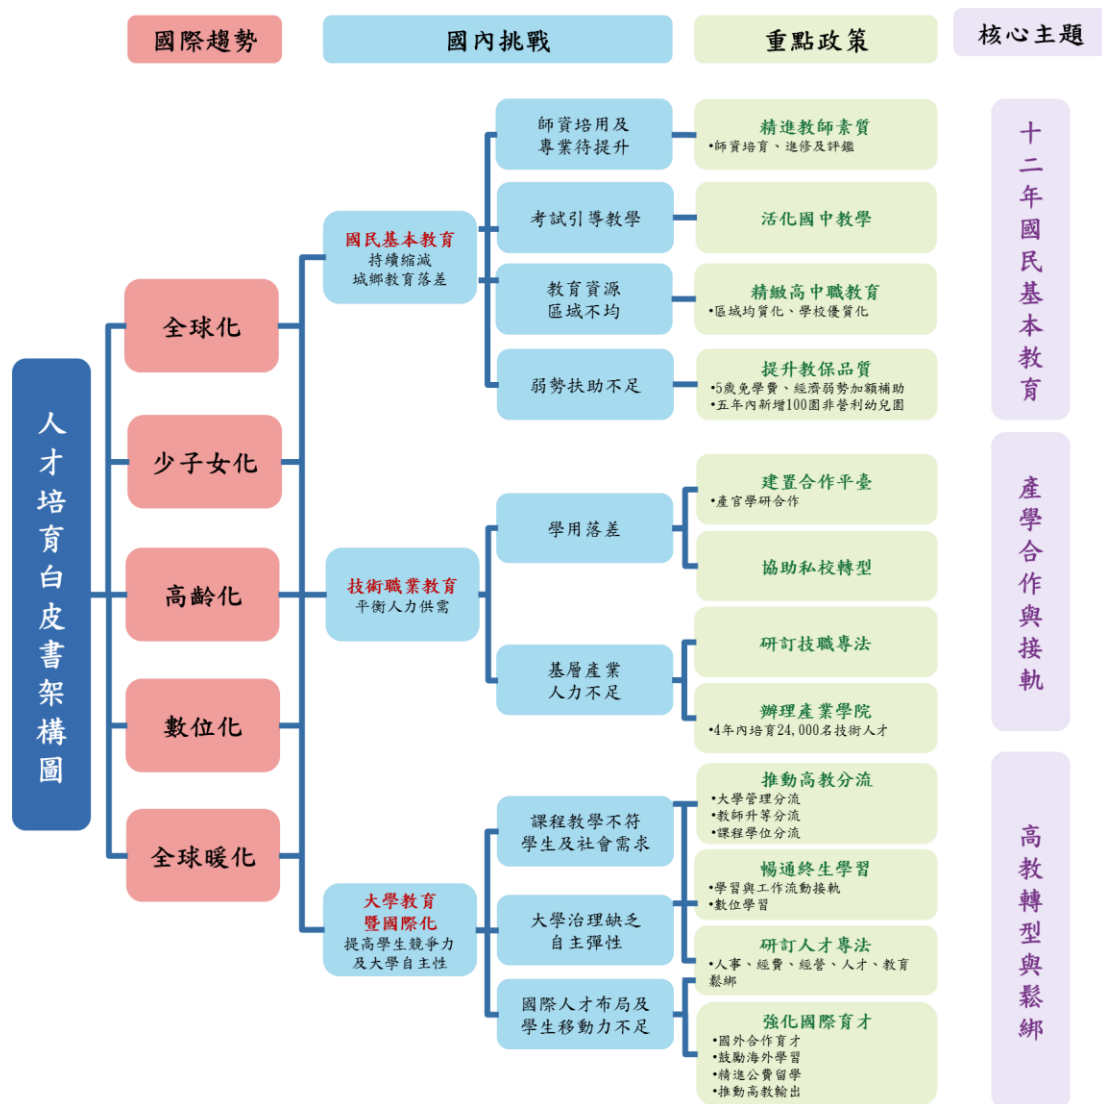 國際趨勢
國內挑戰
重點政策
核心主題
人才培育白皮書架構圖
全球化
少子女化
高齡化
數位化
全球暖化
國民基本教育
持續縮減
城鄉教育落差
師資培用及
專業待提升
考試引導教學
教育資源
區域不均
弱勢扶助不足
精進教師素質
•師資培育、進修及評鑑
活化國中教學
精緻高中職教育
•區域均質化、學校優質化
提升教保品質
•5歲免學費、經濟弱勢加額補助
•五年內新增100園非營利幼兒園
十二年國民基本教育
技術職業教育
平衡人力供需
學用落差
基層產業
人力不足
建置合作平臺
•產官學研合作
協助私校轉型
研訂技職專法
辦理產業學院
•4年內培育24,000名技術人才
產學合作與接軌
大學教育
暨國際化
提高學生競爭力
及大學自主性
課程教學不符
學生及社會需求
大學治理缺乏
自主彈性
國際人才布局及
學生移動力不足
推動高教分流
•大學管理分流
•教師升等分流
•課程學位分流
暢通終生學習
•學習與工作流動接軌
•數位學習
研訂人才專法
•人事、經費、經營、人才、教育
鬆綁
強化國際育才
•國外合作育才
•鼓勵海外學習
•精進公費留學
•推動高教輸出
高教轉型與鬆綁